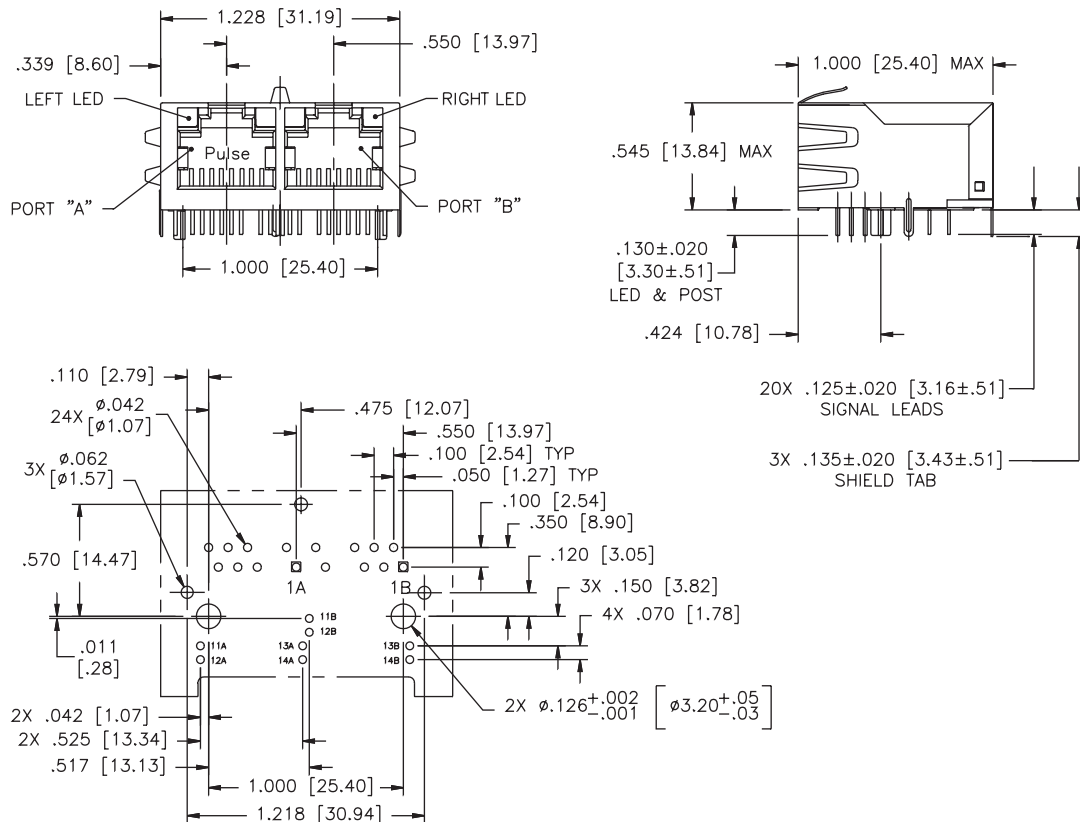 1.228 [31.19]
.550 [13.97]
.339 [8.60]
LEFT LED
RIGHT LED
Pulse
PORT "A"
PORT "B"
1.000 [25.40]
1.000 [25.40] MAX
.545 [13.84] MAX
.130±.020
[3.30±.51]
LED & POST
.424 [10.78]
20X .125±.020 [3.16±.51]
SIGNAL LEADS
3X .135±.020 [3.43±.51]
SHIELD TAB
.110 [2.79]
24X ø.042
[ø1.07]
3X ø.062
[ø1.57]
.475 [12.07]
.550 [13.97]
.100 [2.54] TYP
.050 [1.27] TYP
.100 [2.54]
.350 [8.90]
.120 [3.05]
.570 [14.47]
1A
1B
3X .150 [3.82]
4X .070 [1.78]
11B
12B
.011
[.28]
11A
12A
13A
14A
13B
14B
2X ø.126+.002
-.001 [ø3.20+.05
-.03]
2X .042 [1.07]
2X .525 [13.34]
.517 [13.13]
1.000 [25.40]
1.218 [30.94]